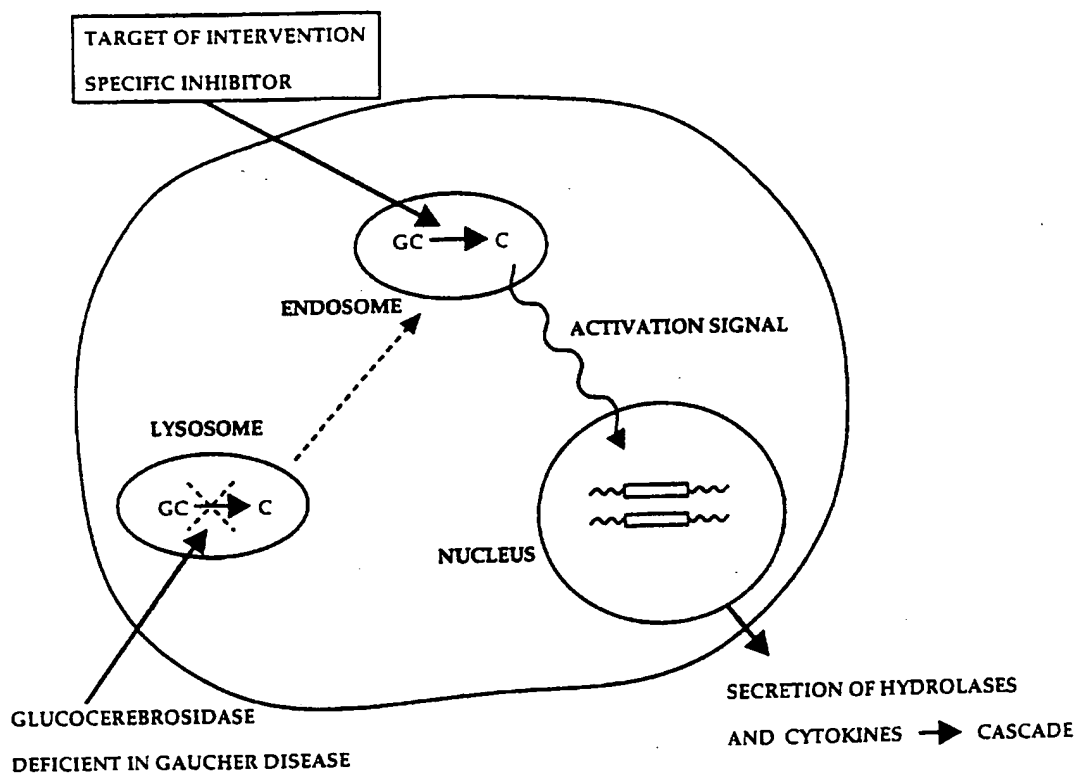 TARGET OF INTERVENTION
SPECIFIC INHIBITOR
GC C
ENDOSOME
ACTIVATION SIGNAL
LYSOSOME
GC C
NUCLEUS
GLUCOCEREBROSIDASE
DEFICIENT IN GAUCHER DISEASE
SECRETION OF HYDROLASES
AND CYTOKINES CASCADE